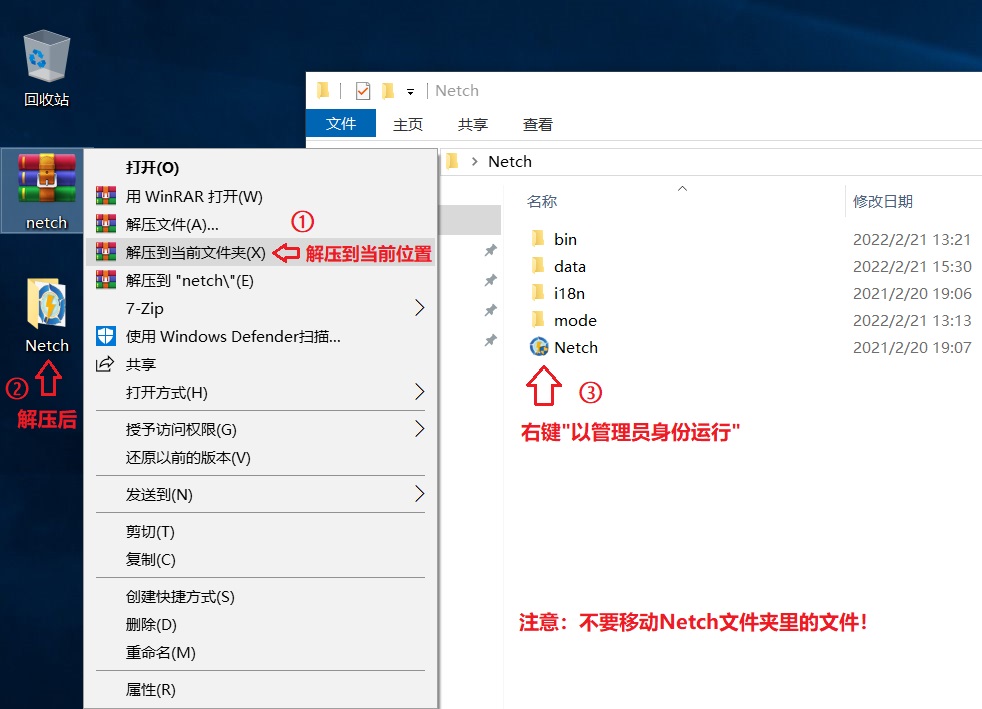 回收站
netch
Netch
②
解压后
打开(O)
用 WinRAR 打开(W)
解压文件(A)...
①
解压到当前文件夹(X)
解压到当前位置
解压到 "netch\"(E)
7-Zip
使用 Windows Defender扫描...
共享
打开方式(H)
授予访问权限(G)
还原以前的版本(V)
发送到(N)
剪切(T)
复制(C)
创建快捷方式(S)
删除(D)
重命名(M)
属性(R)
Netch
文件 主页 共享 查看
Netch
名称 修改日期
bin 2022/2/21 13:21
data 2022/2/21 15:30
i18n 2021/2/20 19:06
mode 2022/2/21 13:13
Netch 2021/2/20 19:07
③
右键"以管理员身份运行"
注意：不要移动Netch文件夹里的文件！